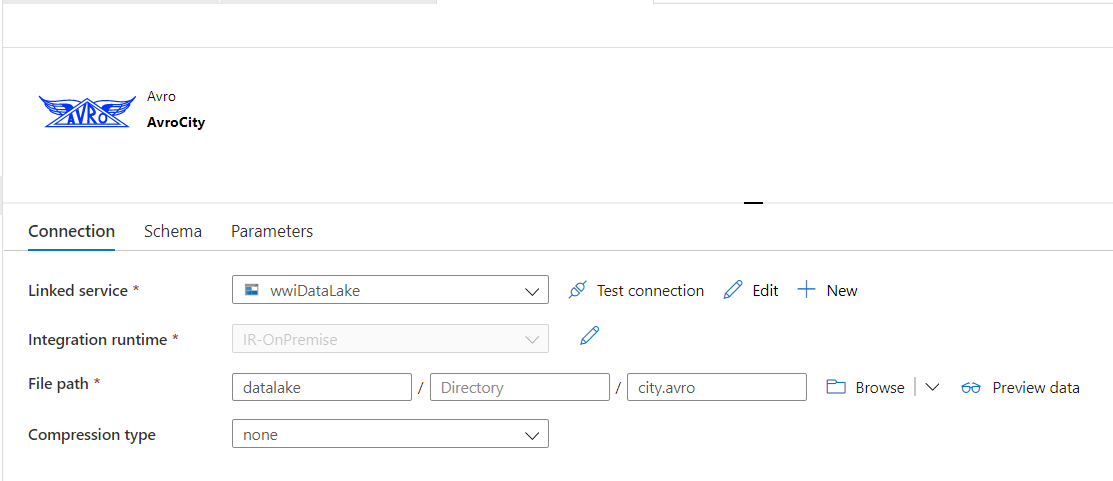 AVRO
Avro
AvroCity
Connection Schema Parameters
Linked service * wwiDataLake Test connection Edit New
Integration runtime * IR-OnPremise
File path * datalake / Directory / city.avro Browse Preview data
Compression type none